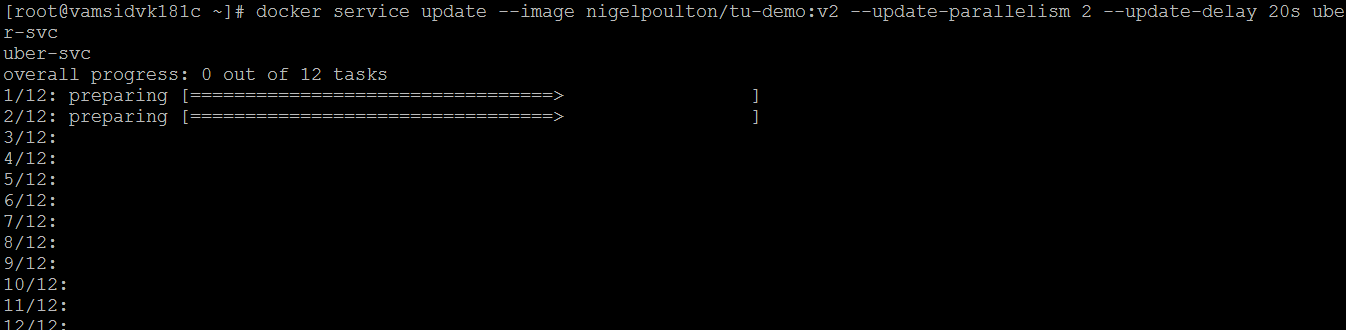 [root@vamsidvk181c ~]# docker service update --image nigelpoulton/tu-demo:v2 --update-parallelism 2 --update-delay 20s ube
r-svc
uber-svc
overall progress: 0 out of 12 tasks
1/12: preparing [=================================>                 ]
2/12: preparing [=================================>                 ]
3/12:
4/12:
5/12:
6/12:
7/12:
8/12:
9/12:
10/12:
11/12:
12/12: